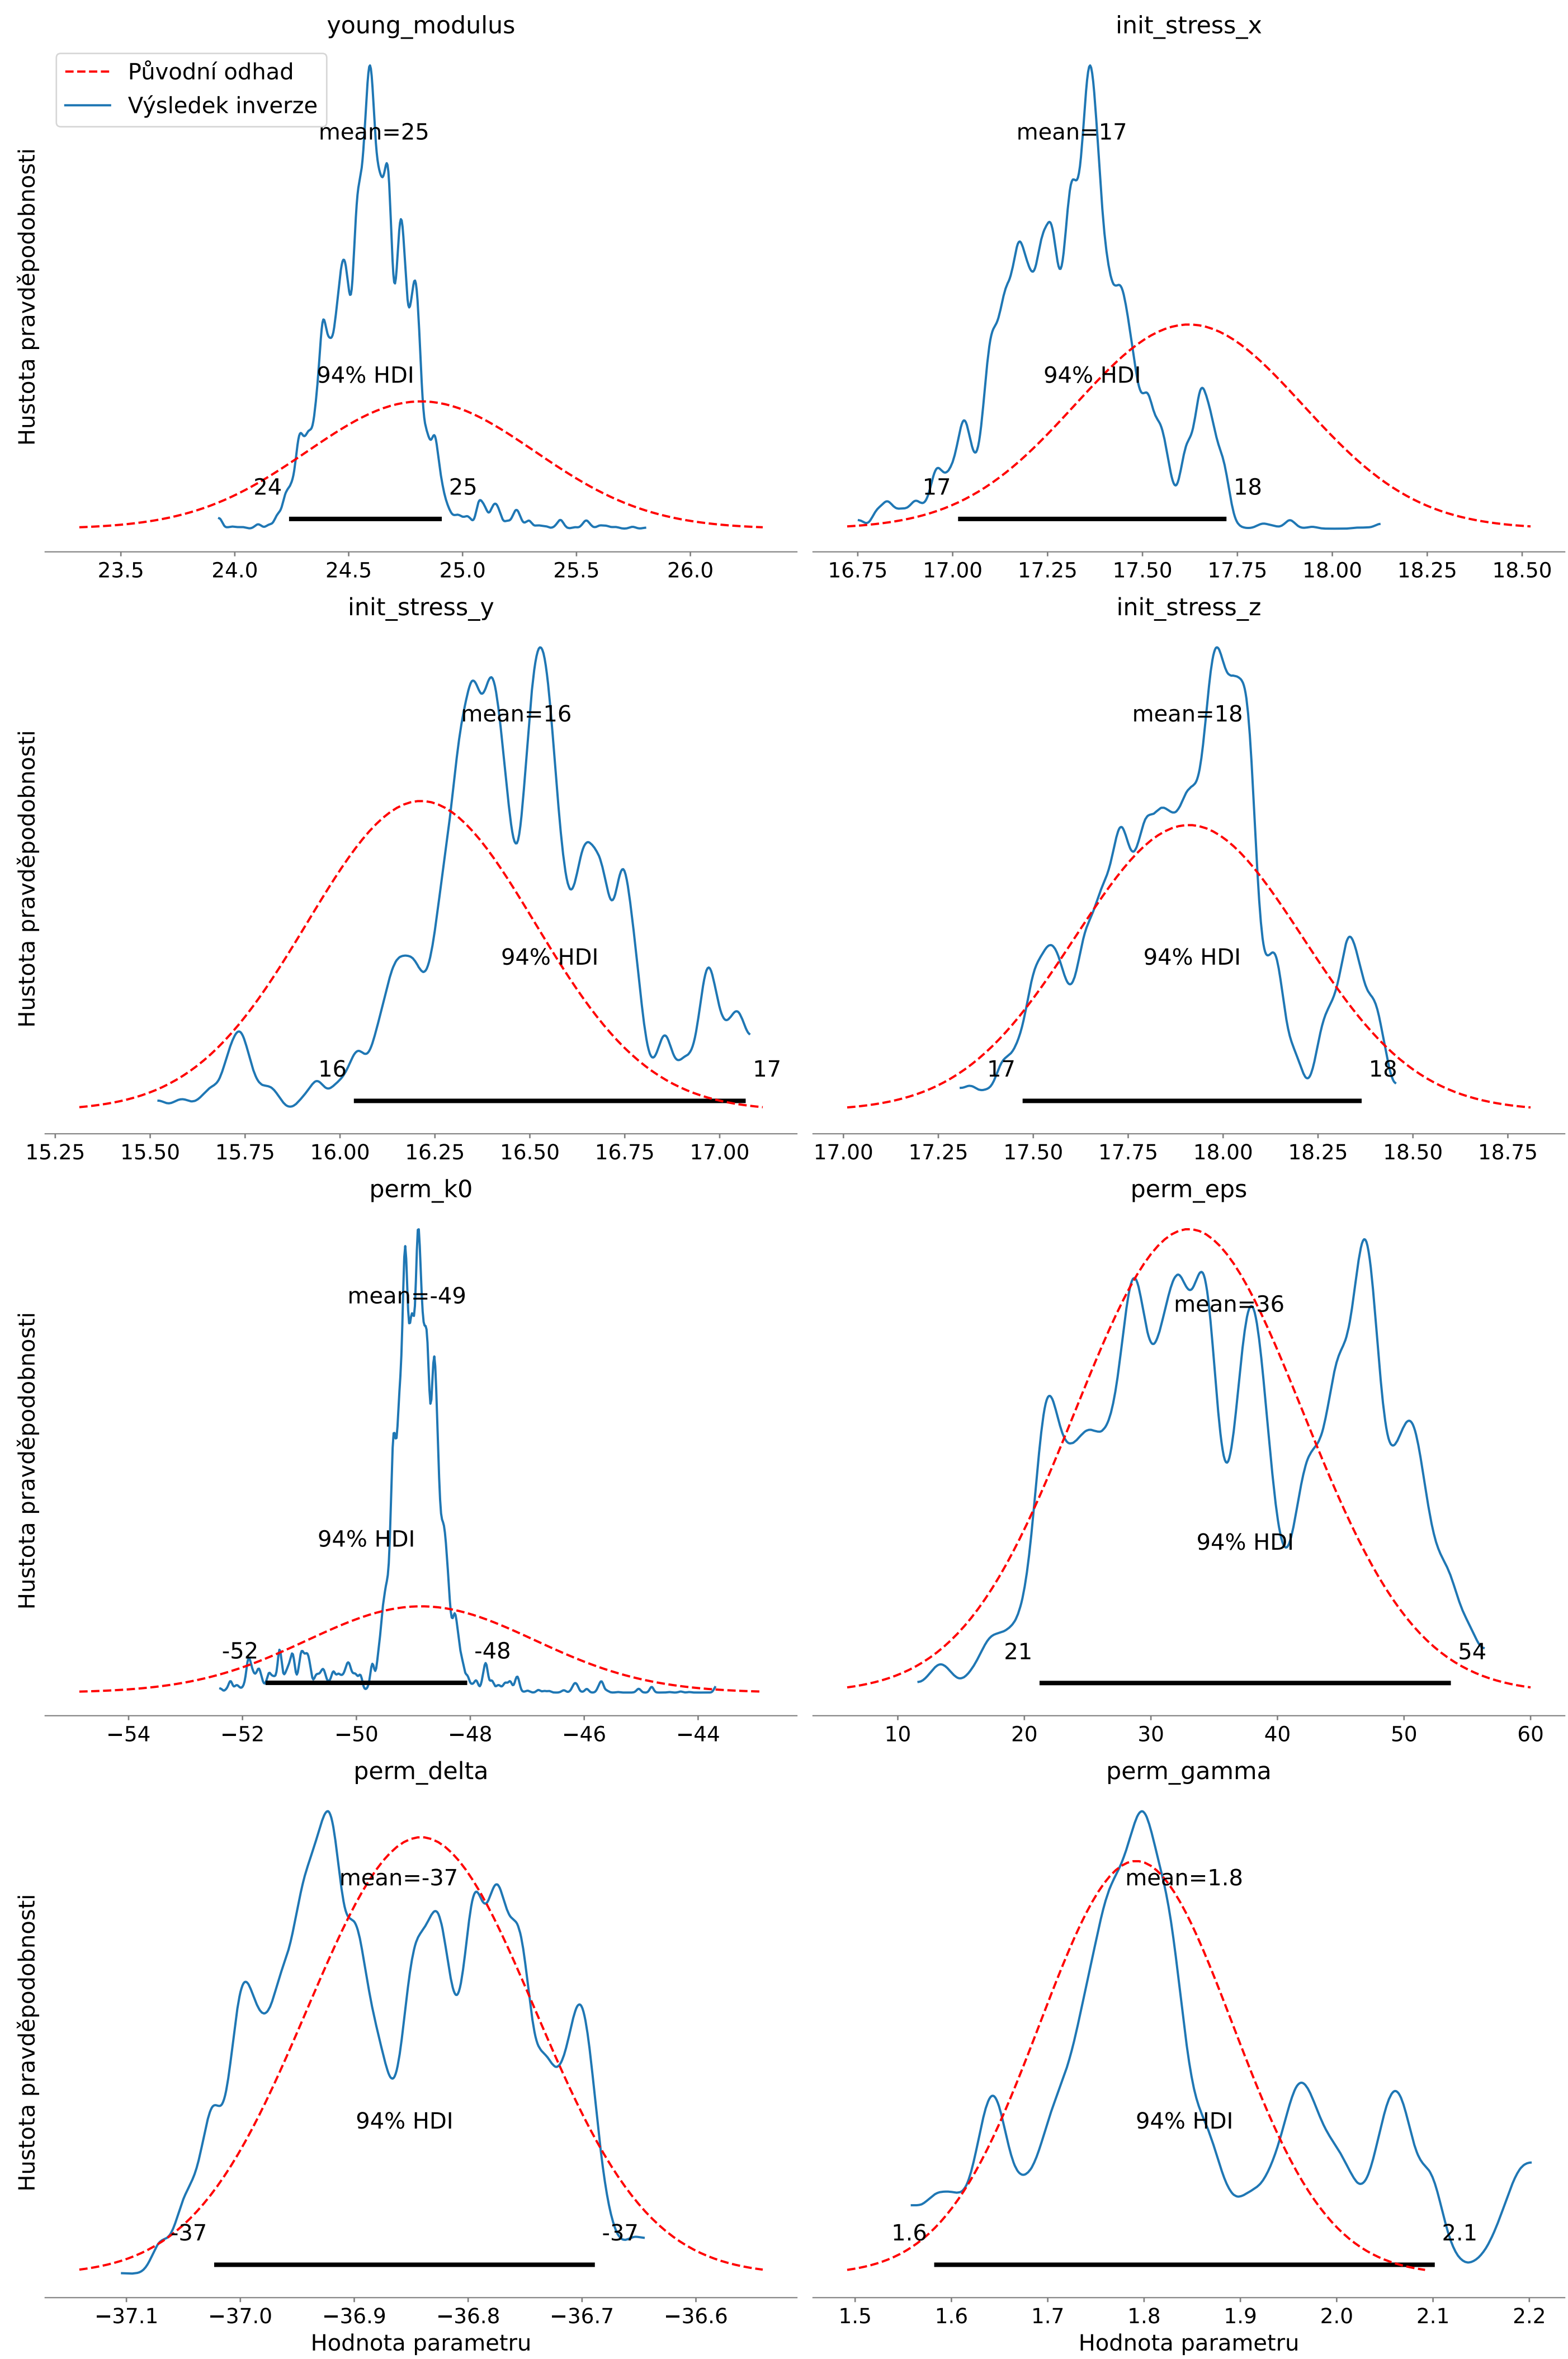 young_modulus
Původní odhad
Výsledek inverze
mean=25
94% HDI
24
25
Hustota pravděpodobnosti
23.5 24.0 24.5 25.0 25.5 26.0
init_stress_x
mean=17
94% HDI
17
18
16.75 17.00 17.25 17.50 17.75 18.00 18.25 18.50
init_stress_y
mean=16
94% HDI
16
17
Hustota pravděpodobnosti
15.25 15.50 15.75 16.00 16.25 16.50 16.75 17.00
init_stress_z
mean=18
94% HDI
17
18
17.00 17.25 17.50 17.75 18.00 18.25 18.50 18.75
perm_k0
mean=-49
94% HDI
-52
-48
Hustota pravděpodobnosti
−54 −52 −50 −48 −46 −44
perm_eps
mean=36
94% HDI
21
54
10 20 30 40 50 60
perm_delta
mean=-37
94% HDI
-37
-37
Hustota pravděpodobnosti
−37.1 −37.0 −36.9 −36.8 −36.7 −36.6
Hodnota parametru
perm_gamma
mean=1.8
94% HDI
1.6
2.1
1.5 1.6 1.7 1.8 1.9 2.0 2.1 2.2
Hodnota parametru